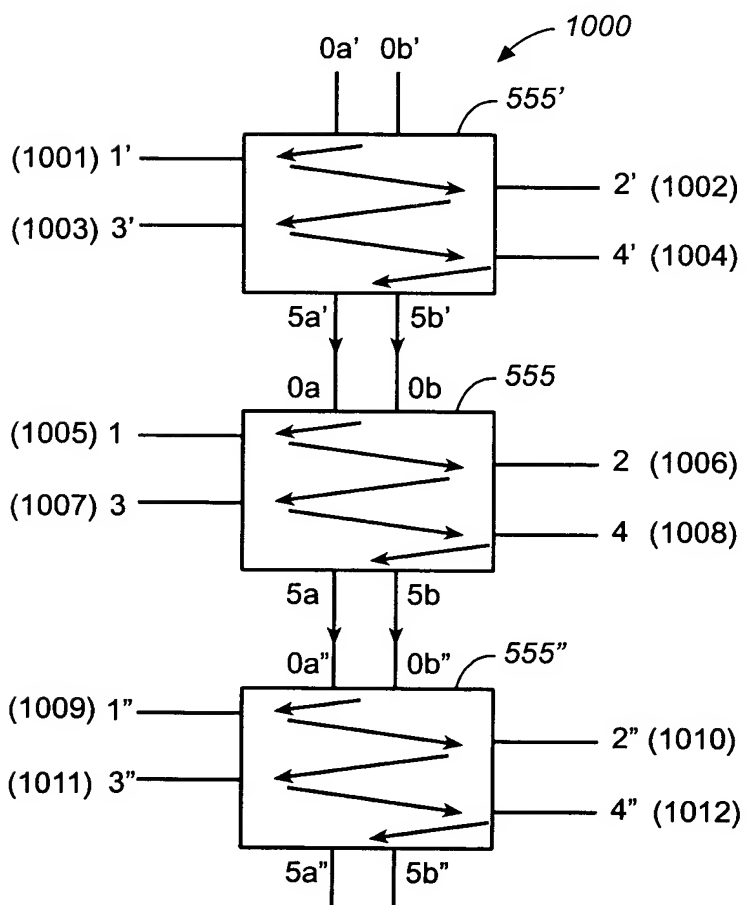 1000
0a' 0b'
555'
(1001) 1'
2' (1002)
(1003) 3'
4' (1004)
5a' 5b'
0a 0b
555
(1005) 1
2 (1006)
(1007) 3
4 (1008)
5a 5b
0a" 0b"
555"
(1009) 1"
2" (1010)
(1011) 3"
4" (1012)
5a" 5b"